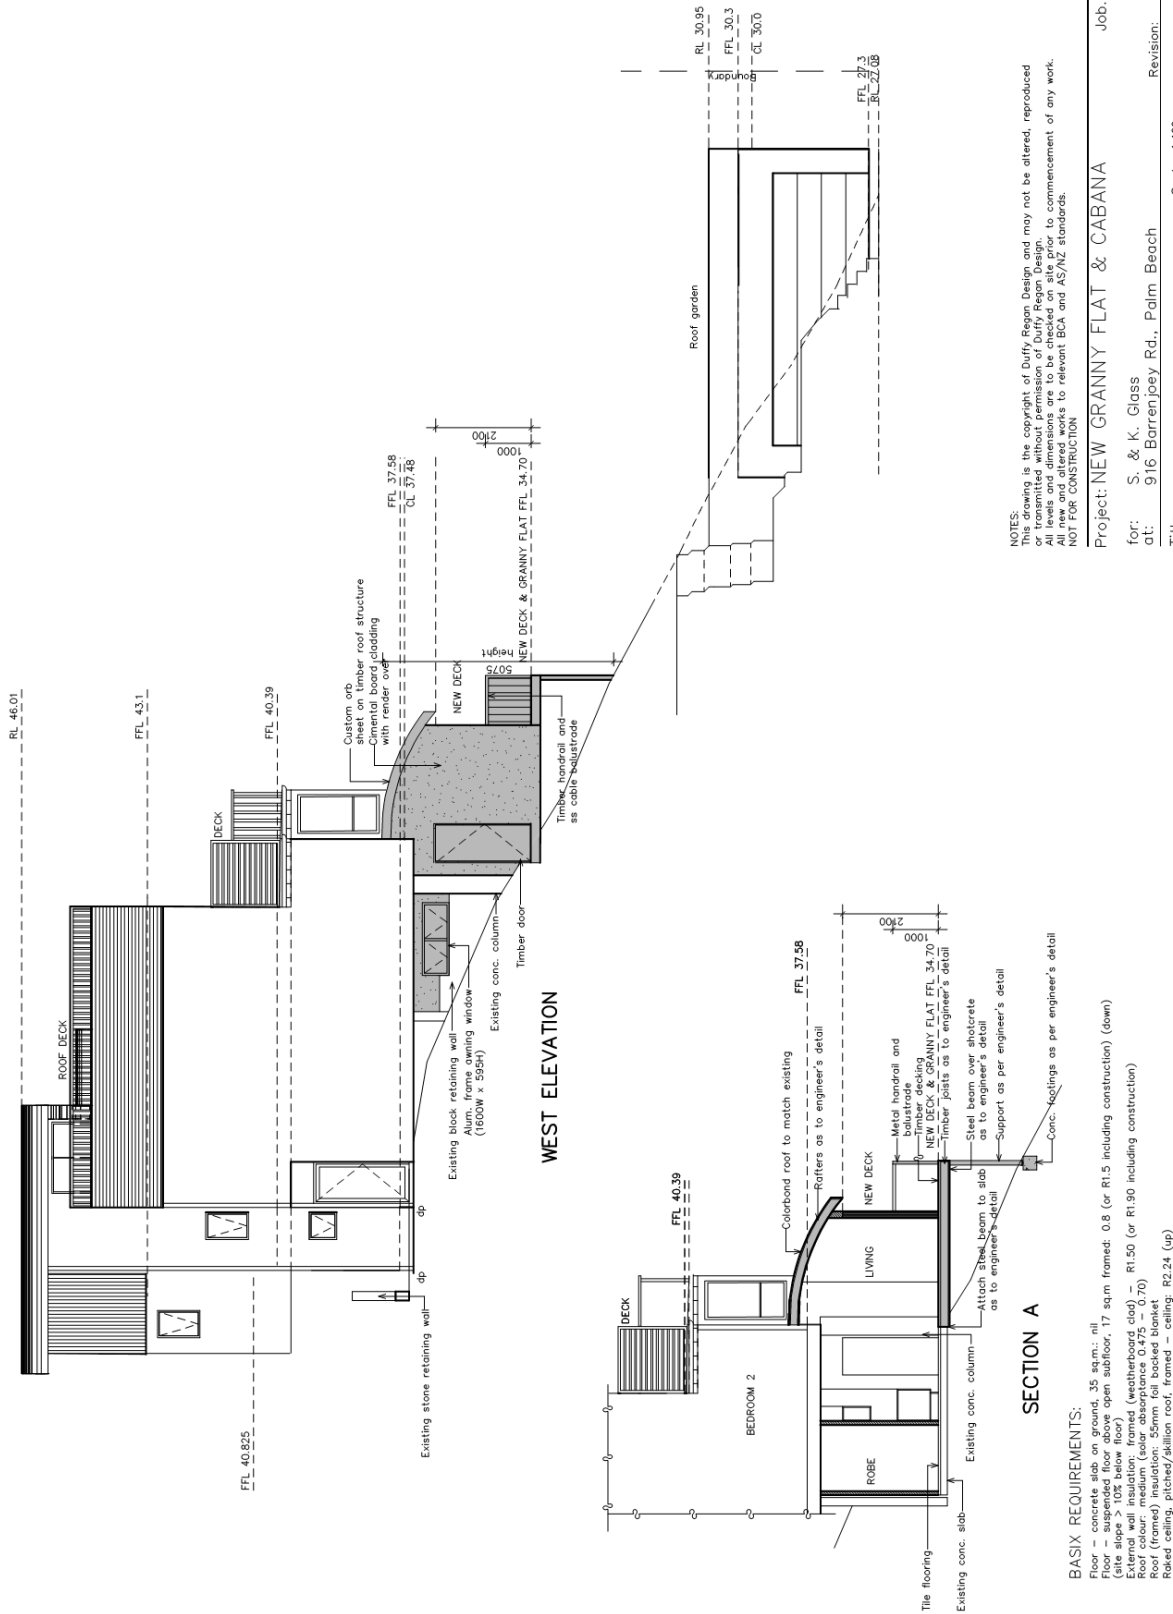 RL 46.01
FFL 43.1
FFL 40.39
ROOF DECK
DECK
FFL 40.825
dp
dp
Existing stone retaining wall
Custom orb
sheet on timber roof structure
Cimental board cladding
with render over
FFL 37.58
CL 37.48
2100
1000
NEW DECK & GRANNY FLAT FFL 34.70
height
5075
NEW DECK
Timber handrail and
ss cable balustrade
Timber door
Existing conc. column
Alum. frame awning window
(1600W x 595H)
Existing block retaining wall
WEST ELEVATION
Roof garden
RL 30.95
FFL 30.3
CL 30.0
Boundary
FFL 27.3
RL 27.08
FFL 40.39
DECK
BEDROOM 2
Colorbond roof to match existing
Rafters as to engineer's detail
FFL 37.58
2100
1000
NEW DECK
LIVING
ROBE
Metal handrail and
balustrade
Timber decking
NEW DECK & GRANNY FLAT FFL 34.70
Timber joists as to engineer's detail
Steel beam over shotcrete
as to engineer's detail
Support as per engineer's detail
Conc. footings as per engineer's detail
Attach steel beam to slab
as to engineer's detail
Existing conc. column
Tile flooring
Existing conc. slab
SECTION A
BASIX REQUIREMENTS:
Floor – concrete slab on ground, 35 sq.m.: nil
Floor – suspended floor above open subfloor, 17 sq.m framed: 0.8 (or R1.5 including construction) (down)
(site slope > 10% below floor)
External wall insulation: framed (weatherboard clad) – R1.50 (or R1.90 including construction)
Roof colour: medium (solar absorptance 0.475 – 0.70)
Roof (framed) insulation: 55mm foil backed blanket
Raked ceiling, pitched/skillion roof, framed – ceiling: R2.24 (up)
NOTES:
This drawing is the copyright of Duffy Regan Design and may not be altered, reproduced
or transmitted without permission of Duffy Regan Design.
All levels and dimensions are to be checked on site prior to commencement of any work.
All new and altered works to relevant BCA and AS/NZ standards.
NOT FOR CONSTRUCTION
Project: NEW GRANNY FLAT & CABANA
Job.
for: S. & K. Glass
at: 916 Barrenjoey Rd., Palm Beach
Revision: